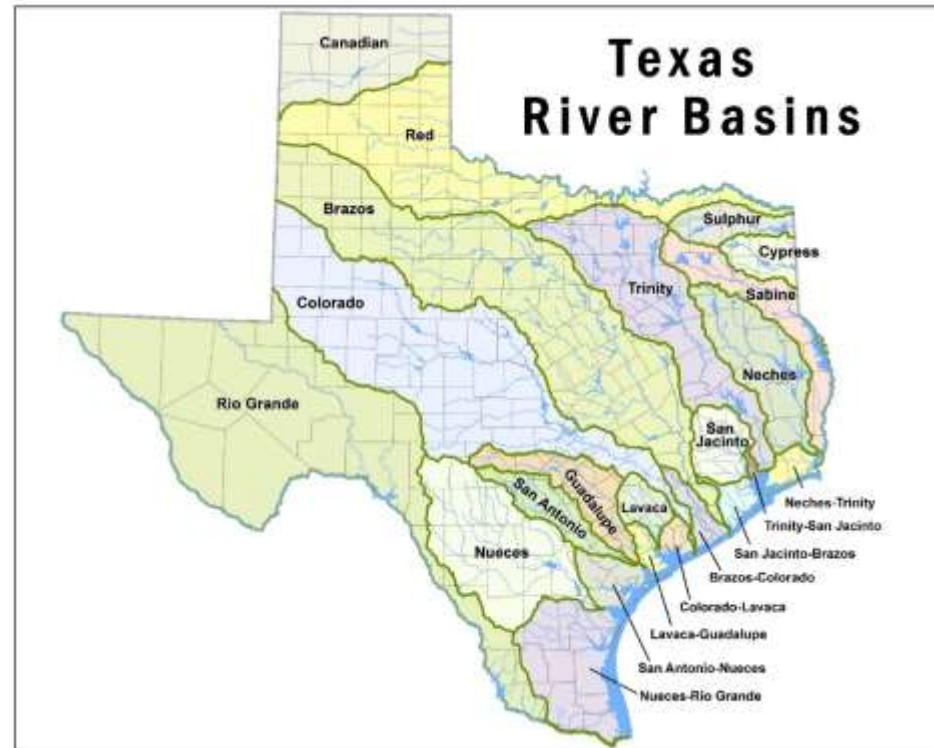 Texas
River Basins
Canadian
Red
Brazos
Sulphur
Cypress
Trinity
Sabine
Colorado
Neches
Rio Grande
San
Jacinto
Guadalupe
San Antonio
Lavaca
Neches-Trinity
Trinity-San Jacinto
Nueces
San Jacinto-Brazos
Brazos-Colorado
Colorado-Lavaca
Lavaca-Guadalupe
San Antonio-Nueces
Nueces-Rio Grande